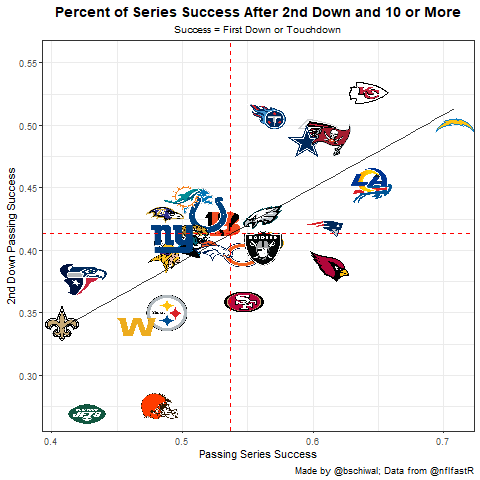 Percent of Series Success After 2nd Down and 10 or More
Success = First Down or Touchdown
0.55
0.50
0.45
0.40
0.35
0.30
2nd Down Passing Success
RAIDERS
JETS
0.4 0.5 0.6 0.7
Passing Series Success
Made by @bschiwal; Data from @nflfastR